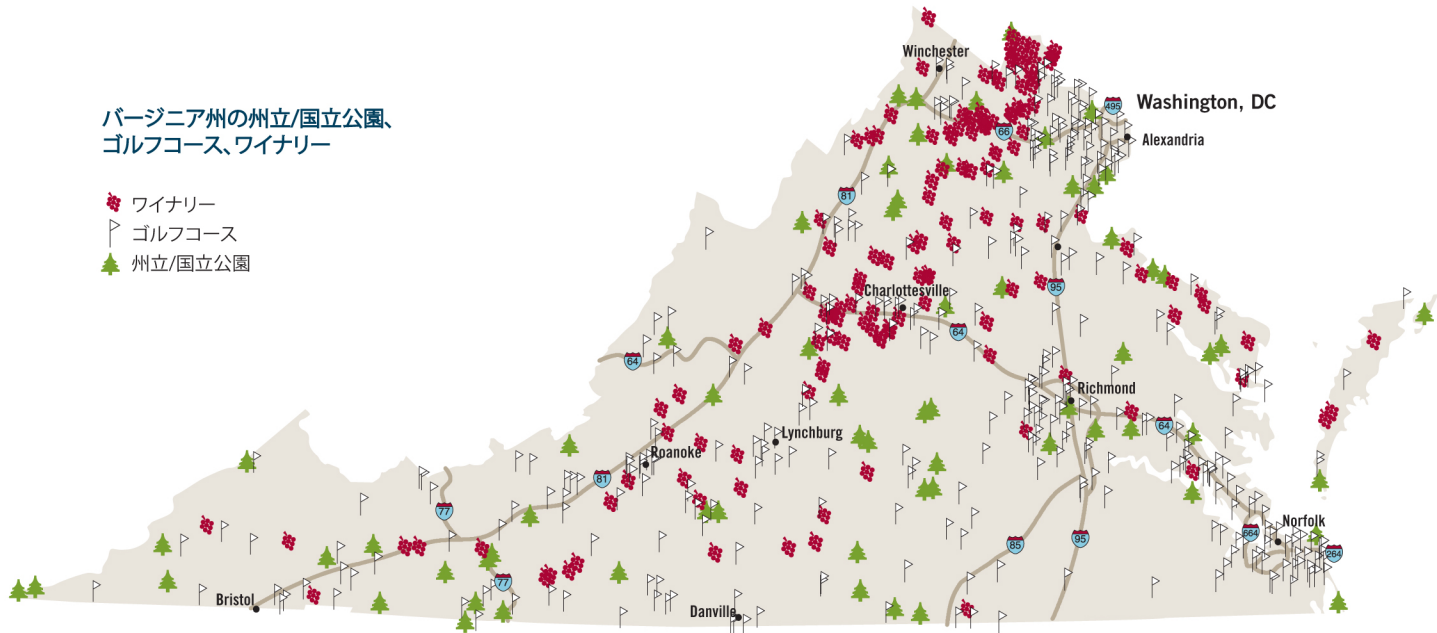 バージニア州の州立/国立公園、
ゴルフコース、ワイナリー
ワイナリー
ゴルフコース
州立/国立公園
Winchester
Washington, DC
495
66
Alexandria
81
95
Charlottesville
64
64
Richmond
64
Lynchburg
Roanoke
81
77
85
95
664
Norfolk
264
77
Bristol
Danville